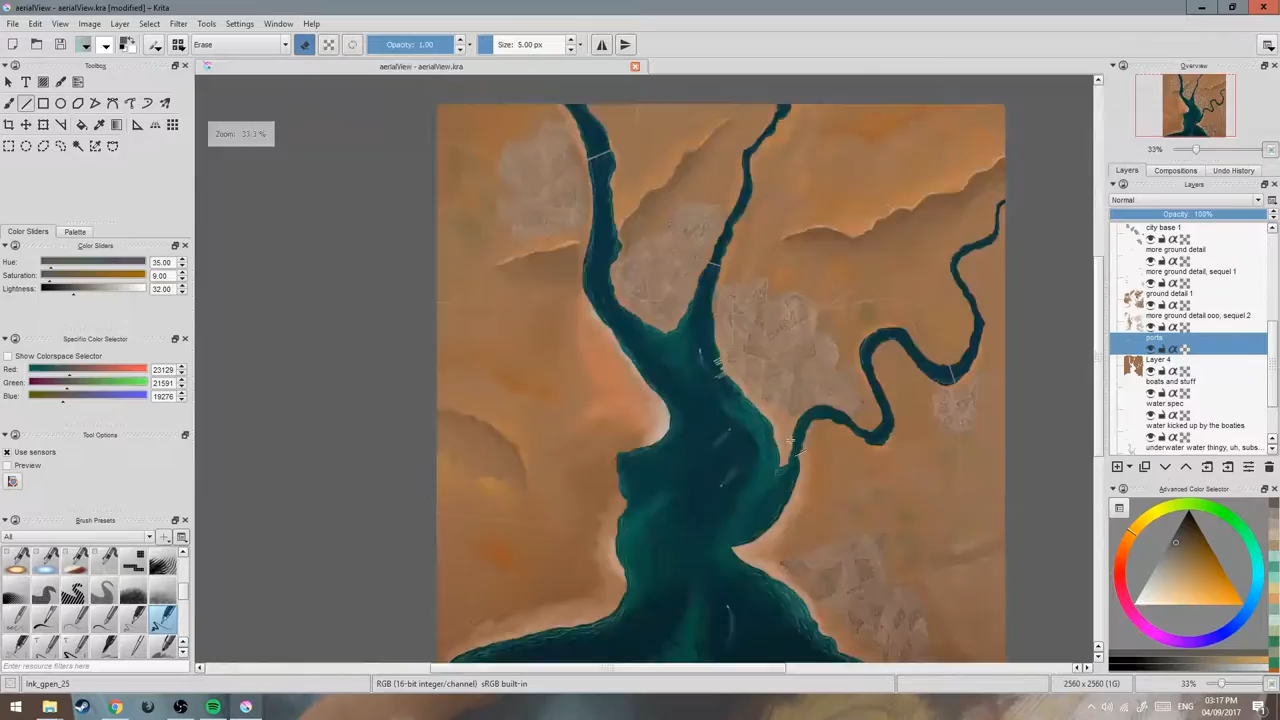 aerialView - aerialView.kra [modified] – Krita
File Edit View Image Layer Select Filter Tools Settings Window Help
Erase Opacity: 1.00 Size: 5.00 px
Toolbox
aerialView - aerialView.kra
Overview
Zoom: 33.3 %
33%
Layers Compositions Undo History
Layers
Normal
Opacity: 100%
city base 1
more ground detail
more ground detail, sequel 1
ground detail 1
more ground detail ooo, sequel 2
ports
Layer 4
boats and stuff
water spec
water kicked up by the boaties
underwater water thingy, uh, subs...
Advanced Color Selector
Color Sliders Palette
Color Sliders
Hue: 35.00
Saturation: 9.00
Lightness: 32.00
Specific Color Selector
Show Colorspace Selector
Red: 23129
Green: 21591
Blue: 19276
Tool Options
Use sensors
Preview
Brush Presets
All
Enter resource filters here
Ink_gpen_25
RGB (16-bit integer/channel) sRGB built-in
2560 x 2560 (1G)
33%
ENG
03:17 PM
04/09/2017